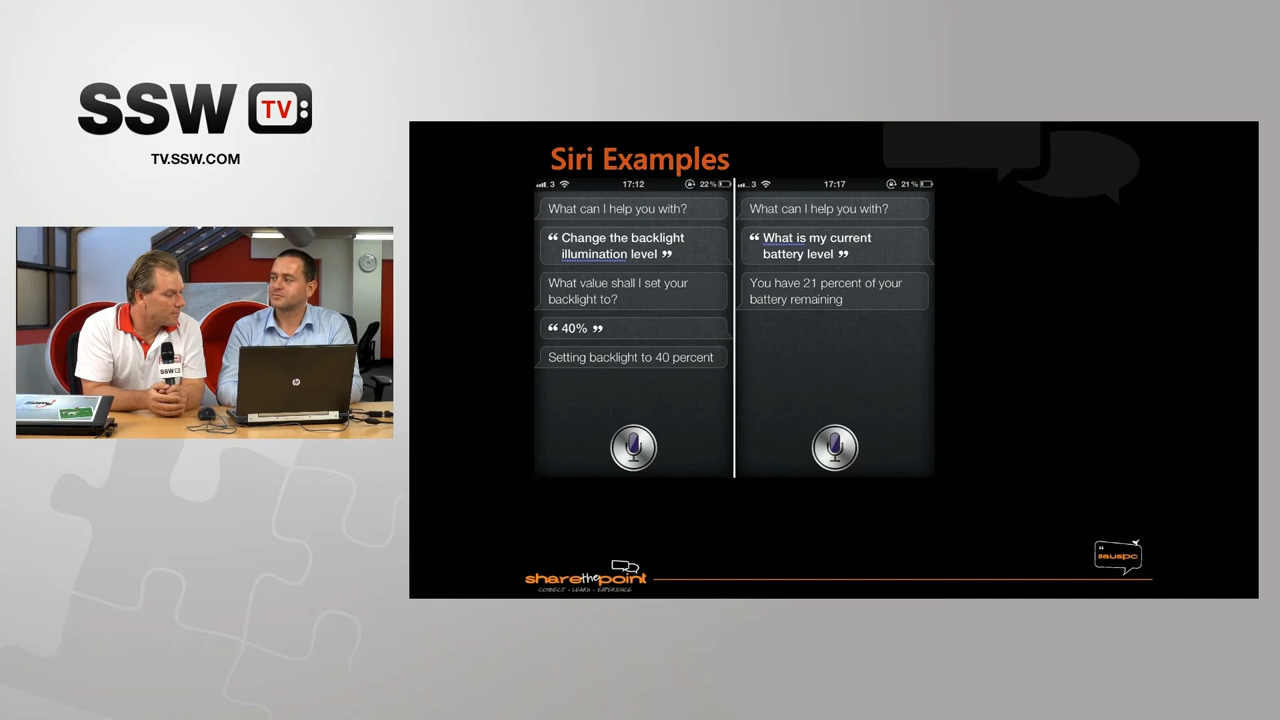 SSW TV:
TV.SSW.COM
SSW TV
hp
Siri Examples
3 17:12 22%
What can I help you with?
“ Change the backlight
illumination level ”
What value shall I set your
backlight to?
“ 40% ”
Setting backlight to 40 percent
3 17:17 21%
What can I help you with?
“ What is my current
battery level ”
You have 21 percent of your
battery remaining
“
#auspc
sharethepoint
CONNECT • LEARN • EXPERIENCE